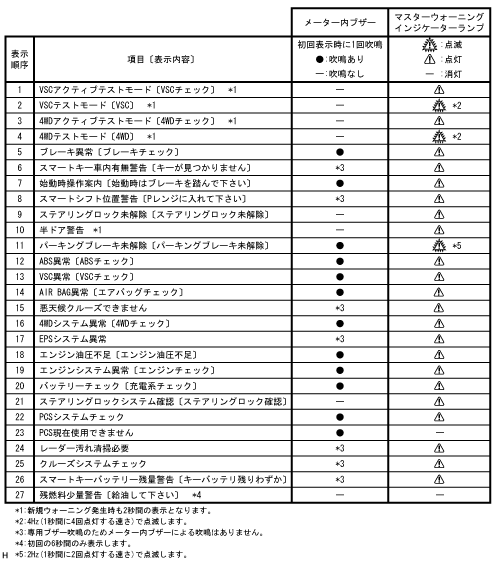 メーター内ブザー マスターウォーニング
インジケーターランプ
表示
順序 項目〔表示内容〕 初回表示時に1回吹鳴
●:吹鳴あり
―:吹鳴なし :点滅
:点灯
―:消灯
1 VSCアクティブテストモード〔VSCチェック〕 *1 ―
2 VSCテストモード〔VSC〕 *1 ― *2
3 4WDアクティブテストモード〔4WDチェック〕 *1 ―
4 4WDテストモード〔4WD〕 *1 ― *2
5 ブレーキ異常〔ブレーキチェック〕 ●
6 スマートキー車内有無警告〔キーが見つかりません〕 *3
7 始動時操作案内〔始動時はブレーキを踏んで下さい〕 ●
8 スマートシフト位置警告〔Pレンジに入れて下さい〕 *3
9 ステアリングロック未解除〔ステアリングロック未解除〕 ―
10 半ドア警告 *1 ―
11 パーキングブレーキ未解除〔パーキングブレーキ未解除〕 ● *5
12 ABS異常〔ABSチェック〕 ●
13 VSC異常〔VSCチェック〕 ●
14 AIR BAG異常〔エアバッグチェック〕 ●
15 悪天候クルーズできません *3
16 4WDシステム異常〔4WDチェック〕 ●
17 EPSシステム異常 *3
18 エンジン油圧不足〔エンジン油圧不足〕 ●
19 エンジンシステム異常〔エンジンチェック〕 ●
20 バッテリーチェック〔充電系チェック〕 ●
21 ステアリングロックシステム確認〔ステアリングロック確認〕 ―
22 PCSシステムチェック ●
23 PCS現在使用できません ● ―
24 レーダー汚れ清掃必要 *3
25 クルーズシステムチェック *3
26 スマートキーバッテリー残量警告〔キーバッテリ残りわずか〕 *3
27 残燃料少量警告〔給油して下さい〕 *4 ― ―
*1:新規ウォーニング発生時も2秒間の表示となります。
*2:4Hz(1秒間に4回点灯する速さ)で点滅します。
*3:専用ブザー吹鳴のためメーター内ブザーによる吹鳴はありません。
*4:初回の6秒間のみ表示します。
H *5:2Hz(1秒間に2回点灯する速さ)で点滅します。